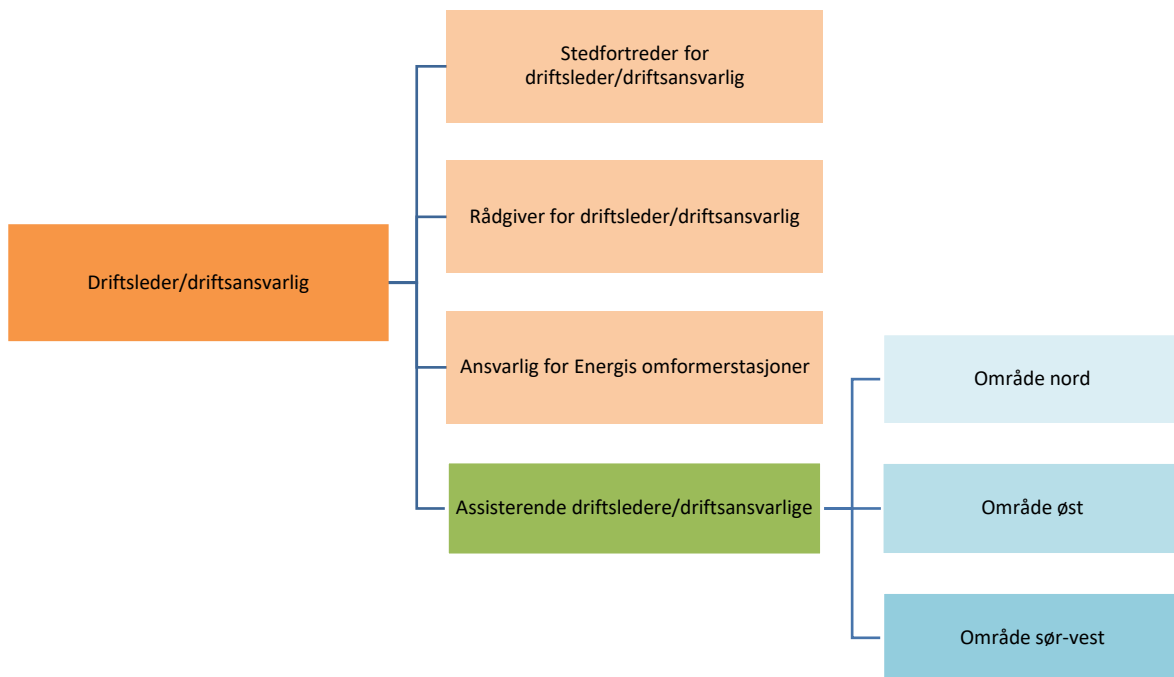 Stedfortreder for
driftsleder/driftsansvarlig
Rådgiver for driftsleder/driftsansvarlig
Driftsleder/driftsansvarlig
Ansvarlig for Energis omformerstasjoner
Område nord
Assisterende driftsledere/driftsansvarlige
Område øst
Område sør-vest